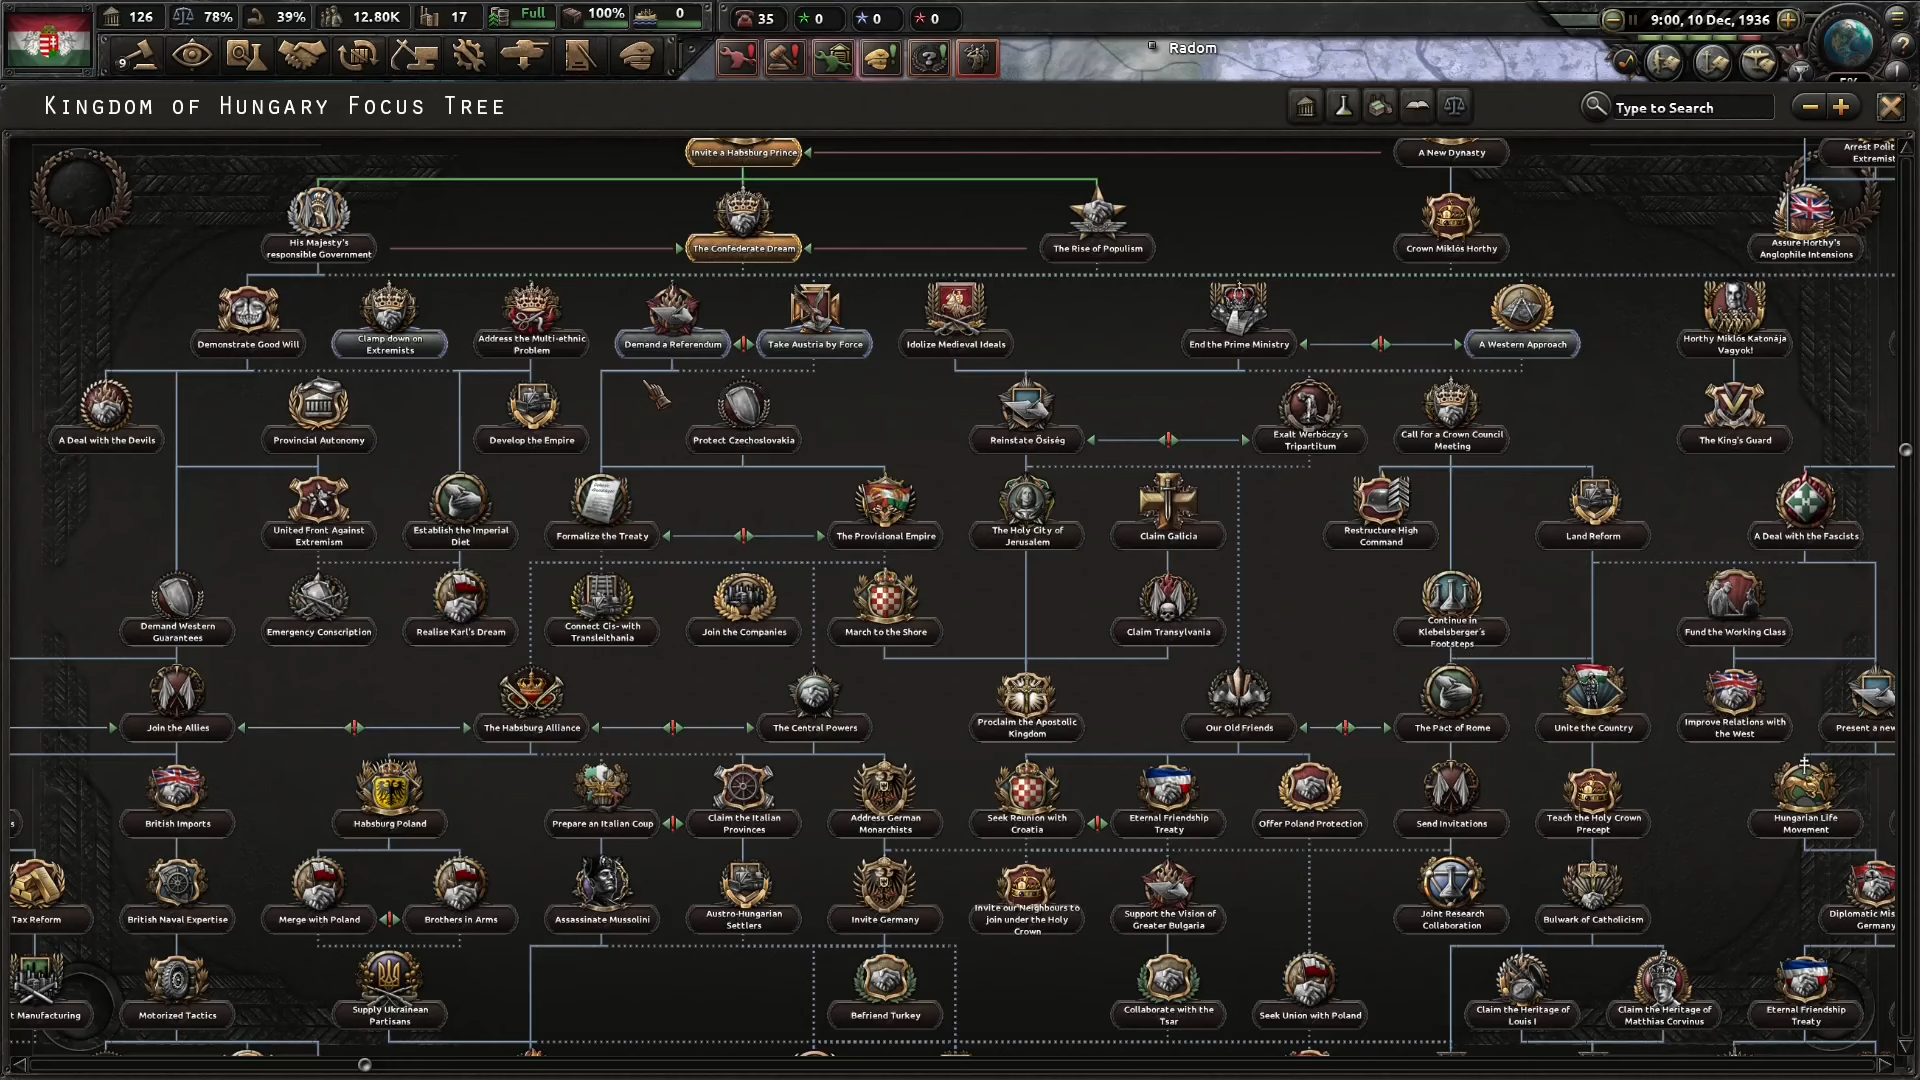 126
78%
39%
12.80K
17
Full
100%
0
35
0
0
0
9:00, 10 Dec, 1936
9
Radom
5%
Kingdom of Hungary Focus Tree
Type to Search
Invite a Habsburg Prince
A New Dynasty
Arrest Polit
Extremist
His Majesty's
responsible Government
The Confederate Dream
The Rise of Populism
Crown Miklós Horthy
Assure Horthy's
Anglophile Intensions
Demonstrate Good Will
Clamp down on
Extremists
Address the Multi-ethnic
Problem
Demand a Referendum
Take Austria by Force
Idolize Medieval Ideals
End the Prime Ministry
A Western Approach
Horthy Miklós Katonája
Vagyok!
A Deal with the Devils
Provincial Autonomy
Develop the Empire
Protect Czechoslovakia
Reinstate Ősiség
Exalt Werbőczy's
Tripartitum
Call for a Crown Council
Meeting
The King's Guard
United Front Against
Extremism
Establish the Imperial
Diet
Formalize the Treaty
The Provisional Empire
The Holy City of
Jerusalem
Claim Galicia
Restructure High
Command
Land Reform
A Deal with the Fascists
Demand Western
Guarantees
Emergency Conscription
Realise Karl's Dream
Connect Cis- with
Transleithania
Join the Companies
March to the Shore
Claim Transylvania
Continue in
Klebelsberger's
Footsteps
Fund the Working Class
Join the Allies
The Habsburg Alliance
The Central Powers
Proclaim the Apostolic
Kingdom
Our Old Friends
The Pact of Rome
Unite the Country
Improve Relations with
the West
Present a new
s
British Imports
Habsburg Poland
Prepare an Italian Coup
Claim the Italian
Provinces
Address German
Monarchists
Seek Reunion with
Croatia
Eternal Friendship
Treaty
Offer Poland Protection
Send Invitations
Teach the Holy Crown
Precept
Hungarian Life
Movement
Tax Reform
British Naval Expertise
Merge with Poland
Brothers in Arms
Assassinate Mussolini
Austro-Hungarian
Settlers
Invite Germany
Invite our Neighbours to
join under the Holy
Crown
Support the Vision of
Greater Bulgaria
Joint Research
Collaboration
Bulwark of Catholicism
Diplomatic Mis
Germany
t Manufacturing
Motorized Tactics
Supply Ukrainean
Partisans
Befriend Turkey
Collaborate with the
Tsar
Seek Union with Poland
Claim the Heritage of
Louis I
Claim the Heritage of
Matthias Corvinus
Eternal Friendship
Treaty